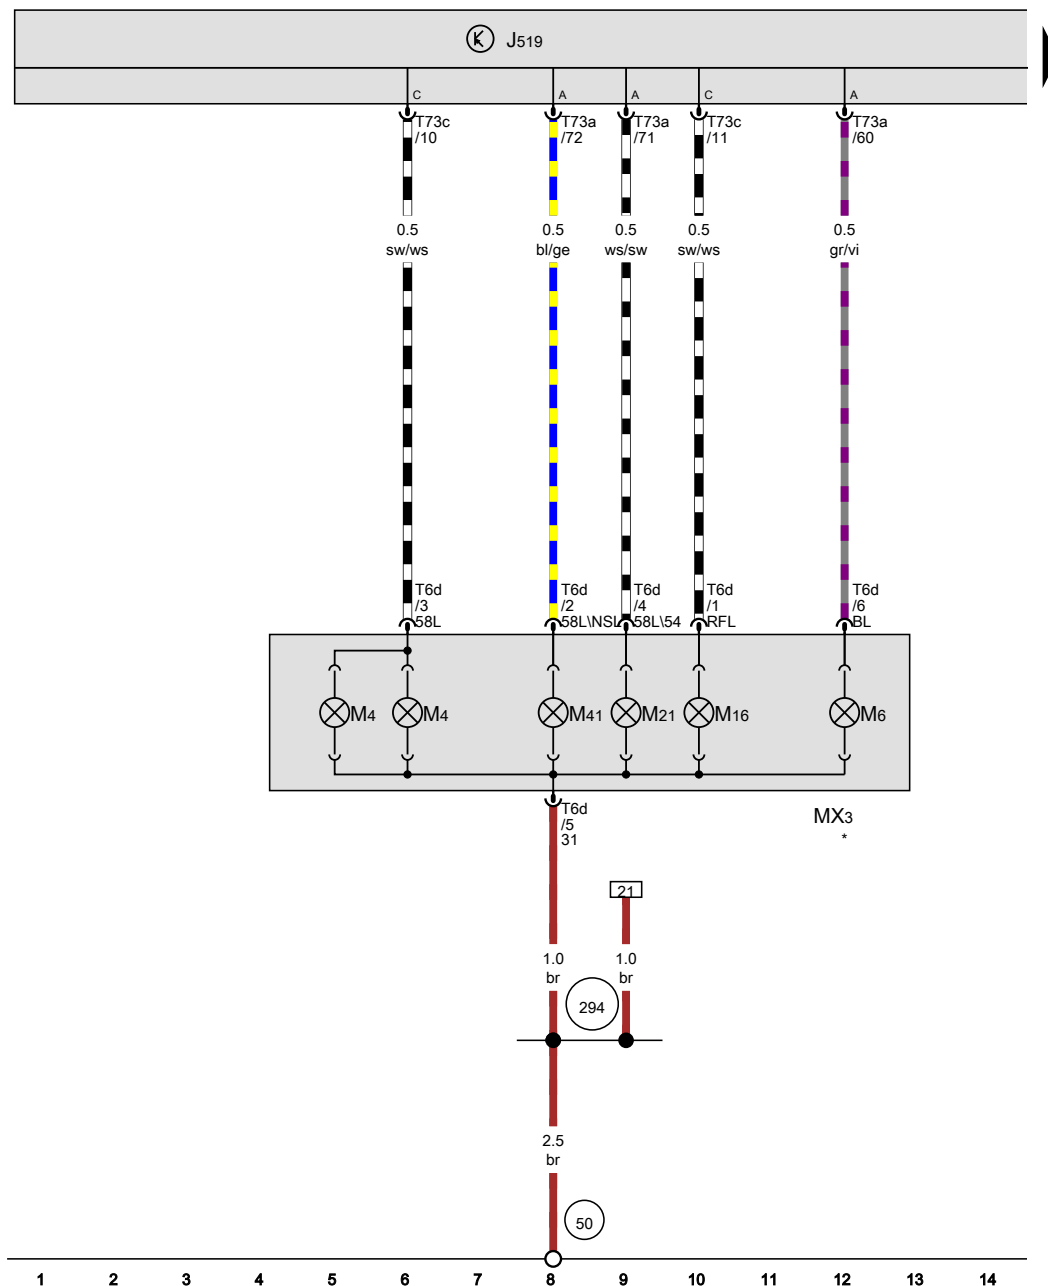 J519
C A A C A
T73c T73a T73a T73c T73a
/10 /72 /71 /11 /60
0.5 0.5 0.5 0.5 0.5
sw/ws bl/ge ws/sw sw/ws gr/vi
T6d T6d T6d T6d T6d
/3 /2 /4 /1 /6
58L 58L\NSL 58L\54 RFL BL
M4 M4 M41 M21 M16 M6
T6d
/5
31
MX3
*
21
1.0 1.0
br br
294
2.5
br
50
1 2 3 4 5 6 7 8 9 10 11 12 13 14